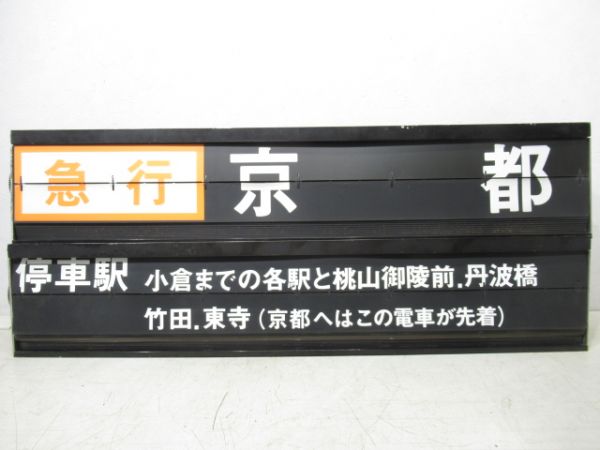 急行 京都
停車駅 小倉までの各駅と桃山御陵前.丹波橋
竹田.東寺(京都へはこの電車が先着)